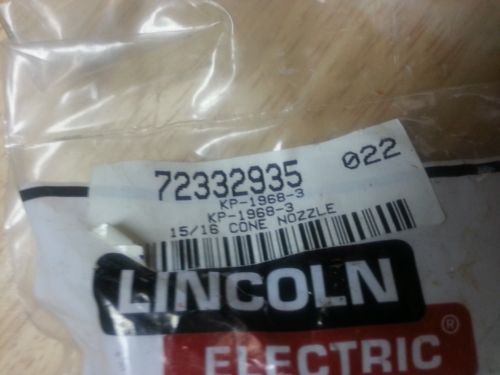 72332935 022
KP-1968-3
KP-1968-3
15/16 CONE NOZZLE
LINCOLN
ELECTRIC ®